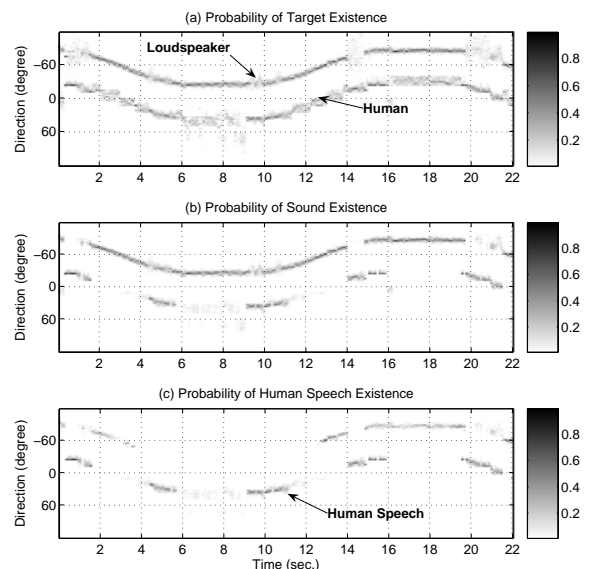 (a) Probability of Target Existence
Loudspeaker
Human
Direction (degree)
−60
0
60
2 4 6 8 10 12 14 16 18 20 22
0.8
0.6
0.4
0.2
(b) Probability of Sound Existence
Direction (degree)
−60
0
60
2 4 6 8 10 12 14 16 18 20 22
0.8
0.6
0.4
0.2
(c) Probability of Human Speech Existence
Human Speech
Direction (degree)
−60
0
60
2 4 6 8 10 12 14 16 18 20 22
Time (sec.)
0.8
0.6
0.4
0.2